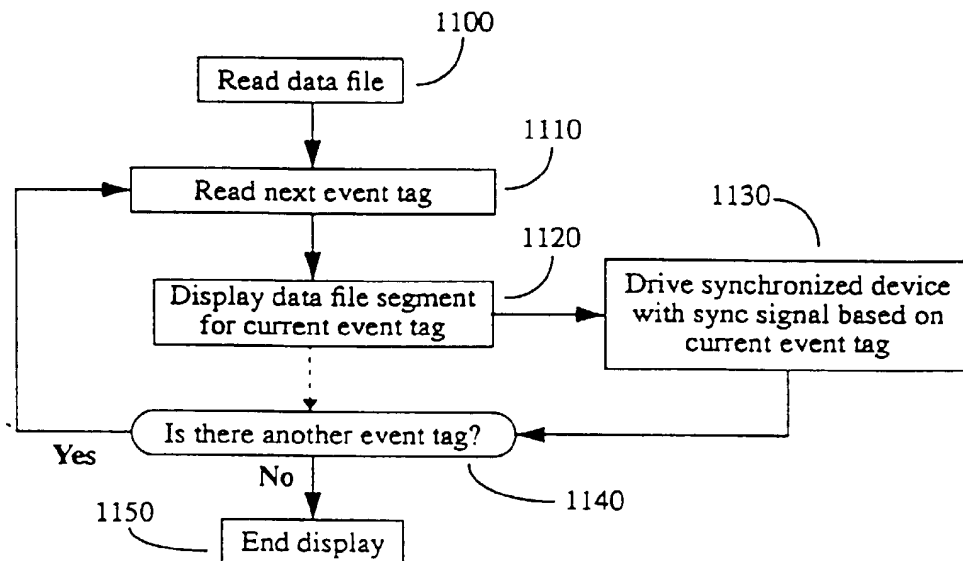 1100
Read data file
1110
Read next event tag
1130
1120
Display data file segment
for current event tag
Drive synchronized device
with sync signal based on
current event tag
Is there another event tag?
Yes
No
1140
1150
End display